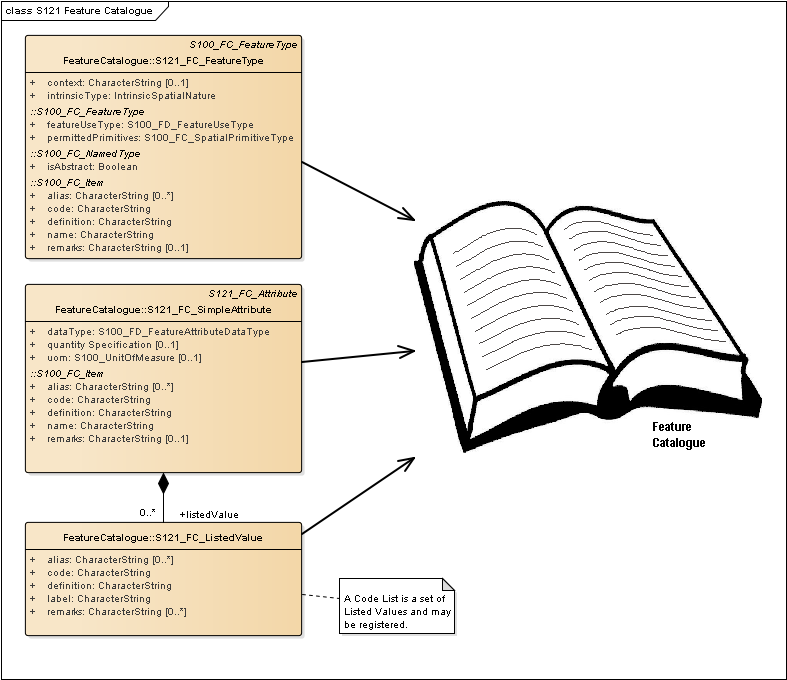 class S121 Feature Catalogue
S100_FC_FeatureType
FeatureCatalogue::S121_FC_FeatureType
+ context: CharacterString [0..1]
+ intrinsicType: IntrinsicSpatialNature
::S100_FC_FeatureType
+ featureUseType: S100_FD_FeatureUseType
+ permittedPrimitives: S100_FC_SpatialPrimitiveType
::S100_FC_NamedType
+ isAbstract: Boolean
::S100_FC_Item
+ alias: CharacterString [0..*]
+ code: CharacterString
+ definition: CharacterString
+ name: CharacterString
+ remarks: CharacterString [0..1]
S121_FC_Attribute
FeatureCatalogue::S121_FC_SimpleAttribute
+ dataType: S100_FD_FeatureAttributeDataType
+ quantity Specification [0..1]
+ uom: S100_UnitOfMeasure [0..1]
::S100_FC_Item
+ alias: CharacterString [0..*]
+ code: CharacterString
+ definition: CharacterString
+ name: CharacterString
+ remarks: CharacterString [0..1]
Feature
Catalogue
0..* +listedValue
FeatureCatalogue::S121_FC_ListedValue
+ alias: CharacterString [0..*]
+ code: CharacterString
+ definition: CharacterString
+ label: CharacterString
+ remarks: CharacterString [0..*]
A Code List is a set of
Listed Values and may
be registered.